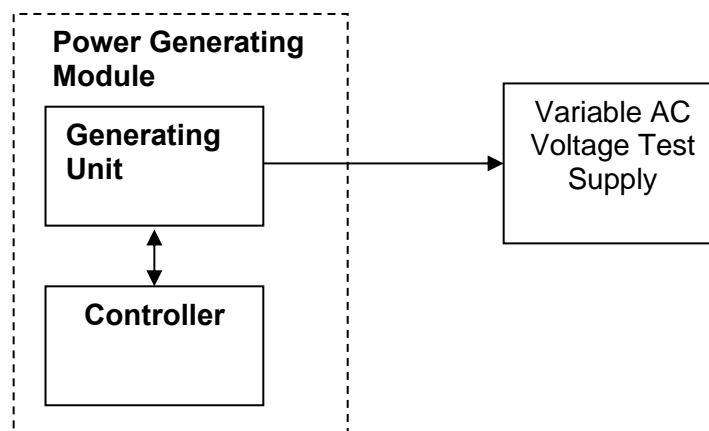 Power Generating
Module
Generating
Unit
Controller
Variable AC
Voltage Test
Supply